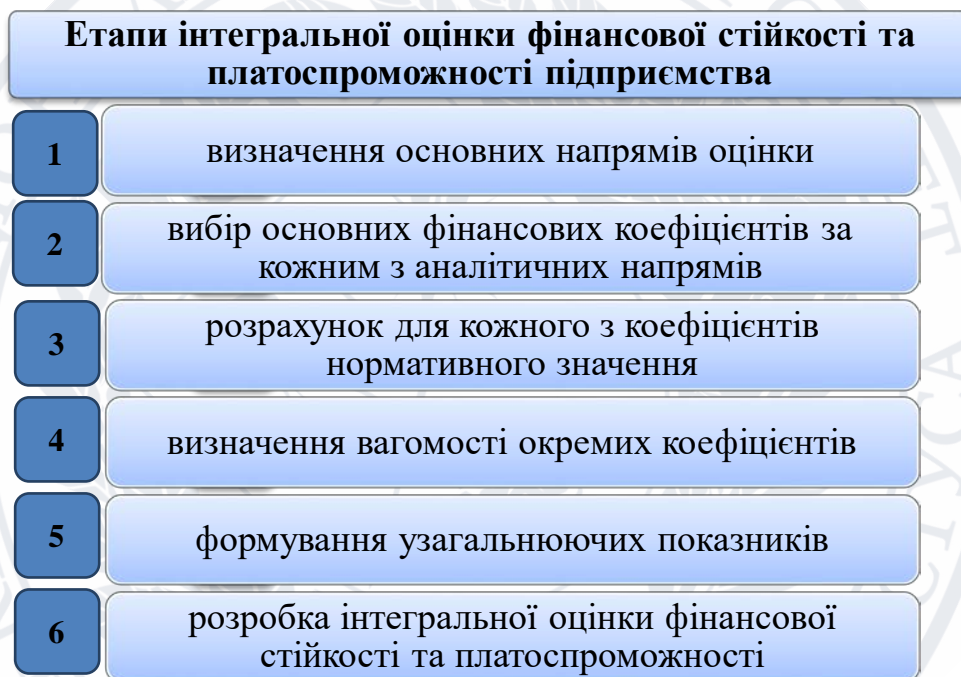 Етапи інтегральної оцінки фінансової стійкості та
платоспроможності підприємства
1
визначення основних напрямів оцінки
2
вибір основних фінансових коефіцієнтів за
кожним з аналітичних напрямів
3
розрахунок для кожного з коефіцієнтів
нормативного значення
4
визначення вагомості окремих коефіцієнтів
5
формування узагальнюючих показників
6
розробка інтегральної оцінки фінансової
стійкості та платоспроможності